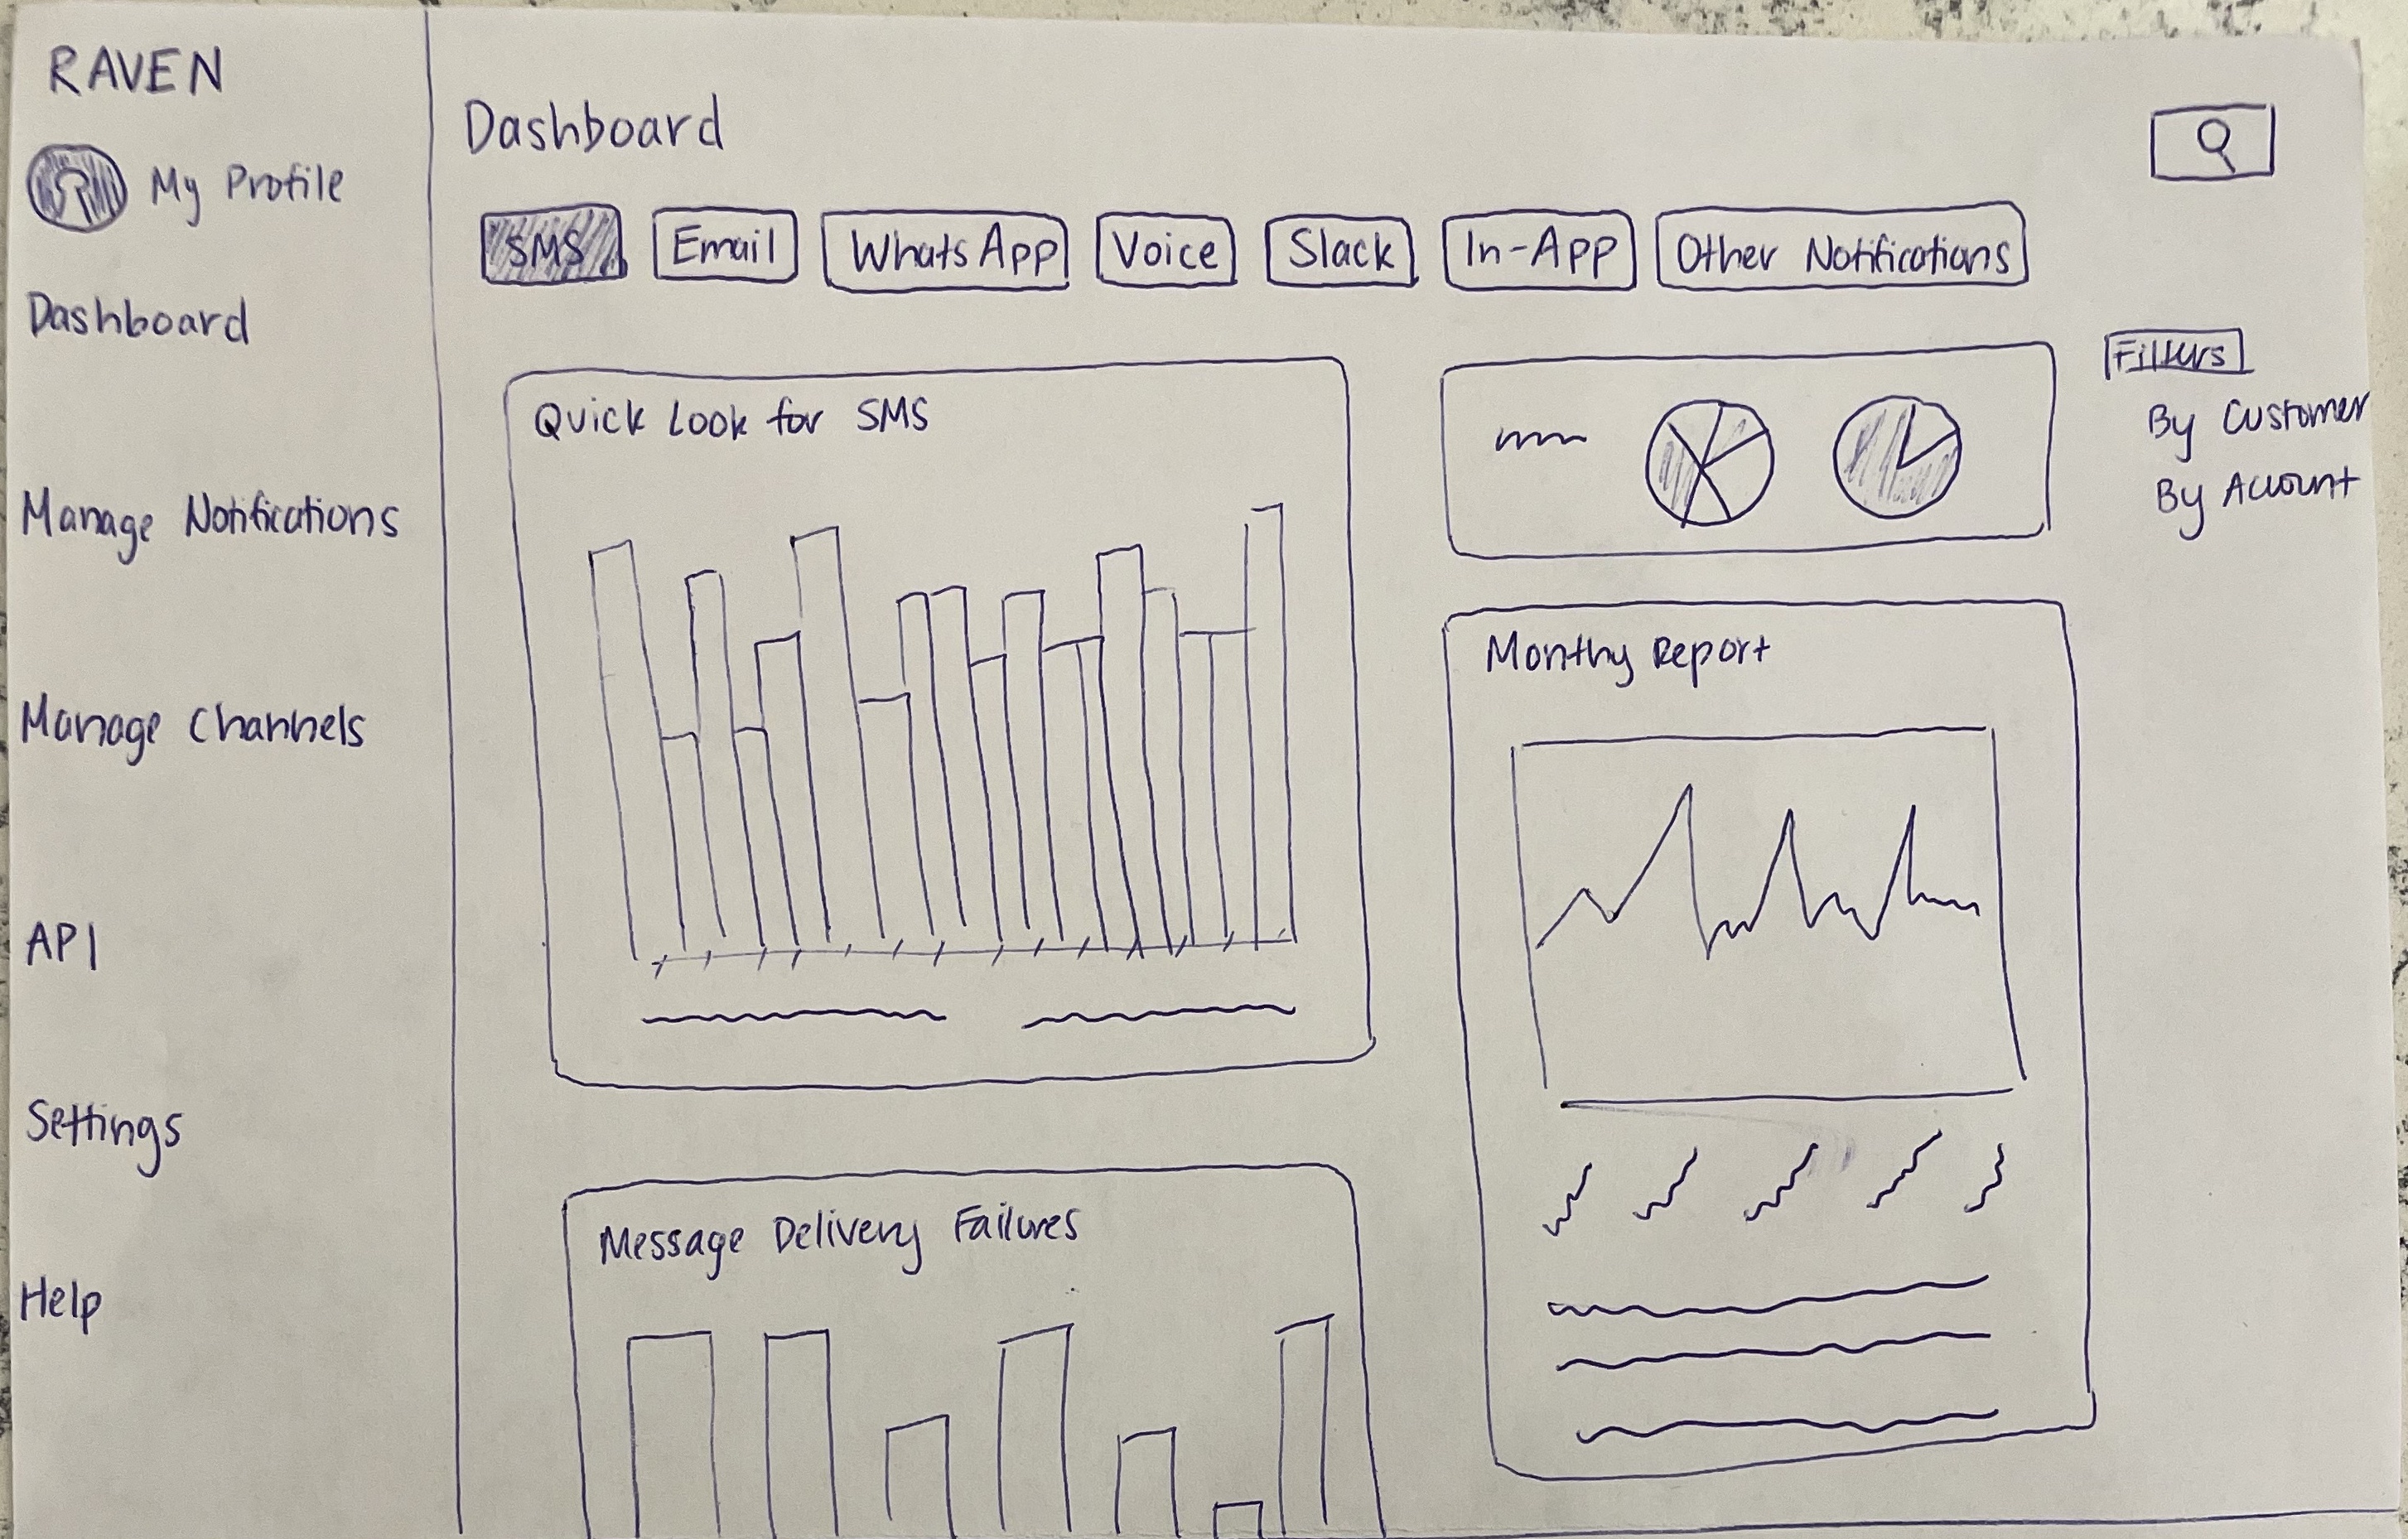 RAVEN
My Profile
Dashboard
Manage Notifications
Manage Channels
API
Settings
Help
Dashboard
SMS
Email
WhatsApp
Voice
Slack
In-App
Other Notifications
Filters
By Customer
By Account
Quick Look for SMS
Monthy Report
Message Delivery Failures